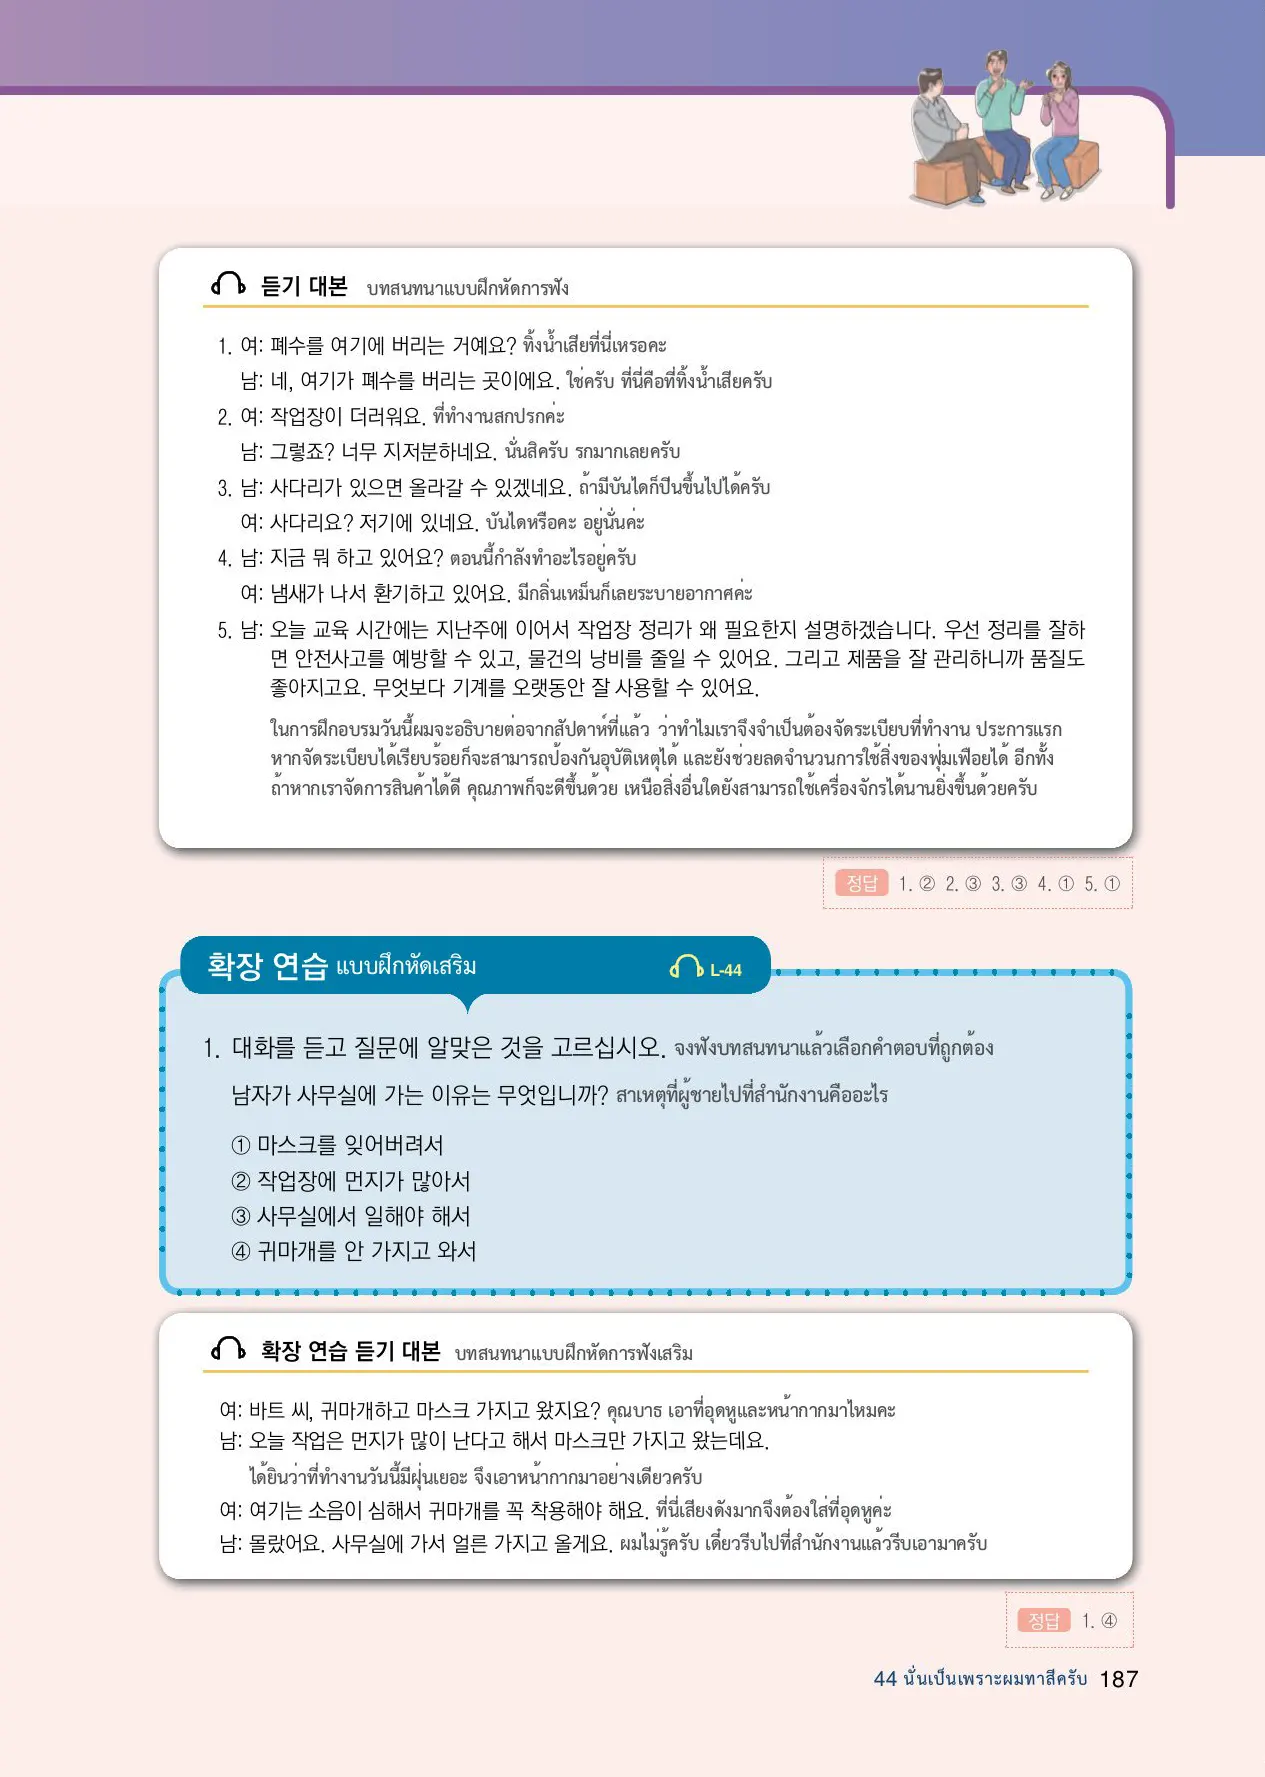 듣기 대본 บทสนทนาแบบฝึกหัดการฟัง
1. 여: 폐수를 여기에 버리는 거예요? ทิ้งน้ำเสียที่นี่เหรอคะ
남: 네, 여기가 폐수를 버리는 곳이에요. ใช่ครับ ที่นี่คือที่ทิ้งน้ำเสียครับ
2. 여: 작업장이 더러워요. ที่ทำงานสกปรกค่ะ
남: 그렇죠? 너무 지저분하네요. นั่นสิครับ รกมากเลยครับ
3. 남: 사다리가 있으면 올라갈 수 있겠네요. ถ้ามีบันไดก็ปีนขึ้นไปได้ครับ
여: 사다리요? 저기에 있네요. บันไดหรือคะ อยู่นั่นค่ะ
4. 남: 지금 뭐 하고 있어요? ตอนนี้กำลังทำอะไรอยู่ครับ
여: 냄새가 나서 환기하고 있어요. มีกลิ่นเหม็นก็เลยระบายอากาศค่ะ
5. 남: 오늘 교육 시간에는 지난주에 이어서 작업장 정리가 왜 필요한지 설명하겠습니다. 우선 정리를 잘하
면 안전사고를 예방할 수 있고, 물건의 낭비를 줄일 수 있어요. 그리고 제품을 잘 관리하니까 품질도
좋아지고요. 무엇보다 기계를 오랫동안 잘 사용할 수 있어요.
ในการฝึกอบรมวันนี้ผมจะอธิบายต่อจากสัปดาห์ที่แล้ว ว่าทำไมเราจึงจำเป็นต้องจัดระเบียบที่ทำงาน ประการแรก
หากจัดระเบียบได้เรียบร้อยก็จะสามารถป้องกันอุบัติเหตุได้ และยังช่วยลดจำนวนการใช้สิ่งของฟุ่มเฟือยได้ อีกทั้ง
ถ้าหากเราจัดการสินค้าได้ดี คุณภาพก็จะดีขึ้นด้วย เหนือสิ่งอื่นใดยังสามารถใช้เครื่องจักรได้นานยิ่งขึ้นด้วยครับ
정답 1. ② 2. ③ 3. ③ 4. ① 5. ①
확장 연습 แบบฝึกหัดเสริม L-44
1. 대화를 듣고 질문에 알맞은 것을 고르십시오. จงฟังบทสนทนาแล้วเลือกคำตอบที่ถูกต้อง
남자가 사무실에 가는 이유는 무엇입니까? สาเหตุที่ผู้ชายไปที่สำนักงานคืออะไร
① 마스크를 잊어버려서
② 작업장에 먼지가 많아서
③ 사무실에서 일해야 해서
④ 귀마개를 안 가지고 와서
확장 연습 듣기 대본 บทสนทนาแบบฝึกหัดการฟังเสริม
여: 바트 씨, 귀마개하고 마스크 가지고 왔지요? คุณบาธ เอาที่อุดหูและหน้ากากมาไหมคะ
남: 오늘 작업은 먼지가 많이 난다고 해서 마스크만 가지고 왔는데요.
ได้ยินว่าที่ทำงานวันนี้มีฝุ่นเยอะ จึงเอาหน้ากากมาอย่างเดียวครับ
여: 여기는 소음이 심해서 귀마개를 꼭 착용해야 해요. ที่นี่เสียงดังมากจึงต้องใส่ที่อุดหูค่ะ
남: 몰랐어요. 사무실에 가서 얼른 가지고 올게요. ผมไม่รู้ครับ เดี๋ยวรีบไปที่สำนักงานแล้วรีบเอามาครับ
정답 1. ④
44 นั่นเป็นเพราะผมทาสีครับ 187